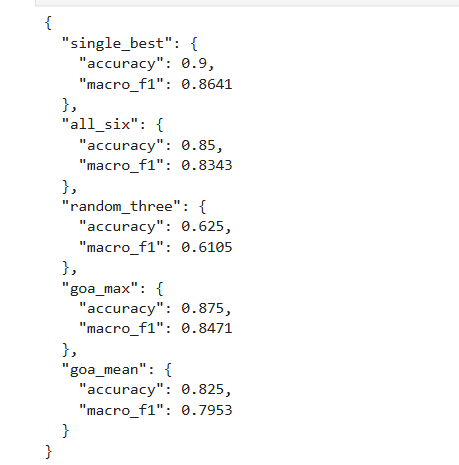 {
  "single_best": {
    "accuracy": 0.9,
    "macro_f1": 0.8641
  },
  "all_six": {
    "accuracy": 0.85,
    "macro_f1": 0.8343
  },
  "random_three": {
    "accuracy": 0.625,
    "macro_f1": 0.6105
  },
  "goa_max": {
    "accuracy": 0.875,
    "macro_f1": 0.8471
  },
  "goa_mean": {
    "accuracy": 0.825,
    "macro_f1": 0.7953
  }
}